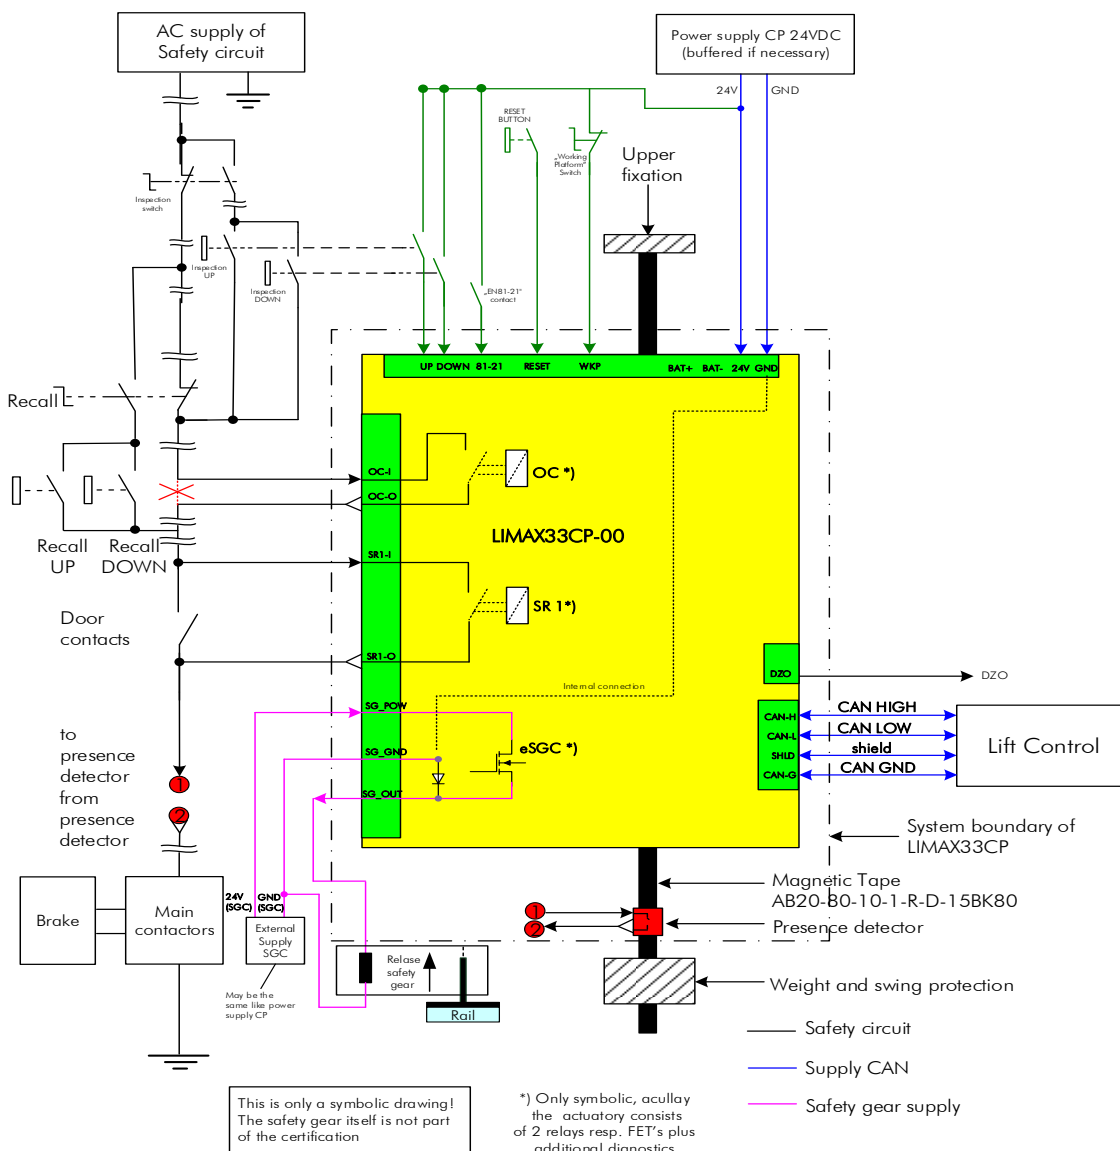 AC supply of
Safety circuit
Power supply CP 24VDC
(buffered if necessary)
24V
GND
RESET
BUTTON
„Working
Platform"
Switch
Upper
fixation
Inspection
switch
Inspection
UP
Inspection
DOWN
„EN81-21"
contact
UP DOWN 81-21 RESET WKP BAT+ BAT- 24V GND
Recall
OC-I
OC *)
OC-O
LIMAX33CP-00
Recall
UP
Recall
DOWN
SR1-I
SR 1*)
Door
contacts
SR1-O
Internal connection
DZO
DZO
SG_POW
SG_GND
eSGC *)
SG_OUT
CAN-H
CAN-L
SHLD
CAN-G
CAN HIGH
CAN LOW
shield
CAN GND
Lift Control
to
presence
detector
from
presence
detector
1
2
System boundary of
LIMAX33CP
Magnetic Tape
AB20-80-10-1-R-D-15BK80
1
2
Presence detector
Brake
Main
contactors
24V
(SGC)
GND
(SGC)
External
Supply
SGC
May be the
same like power
supply CP
Relase
safety
gear
Rail
Weight and swing protection
Safety circuit
Supply CAN
Safety gear supply
This is only a symbolic drawing!
The safety gear itself is not part
of the certification
*) Only symbolic, acullay
the actuatory consists
of 2 relays resp. FET's plus
additional diagnostics